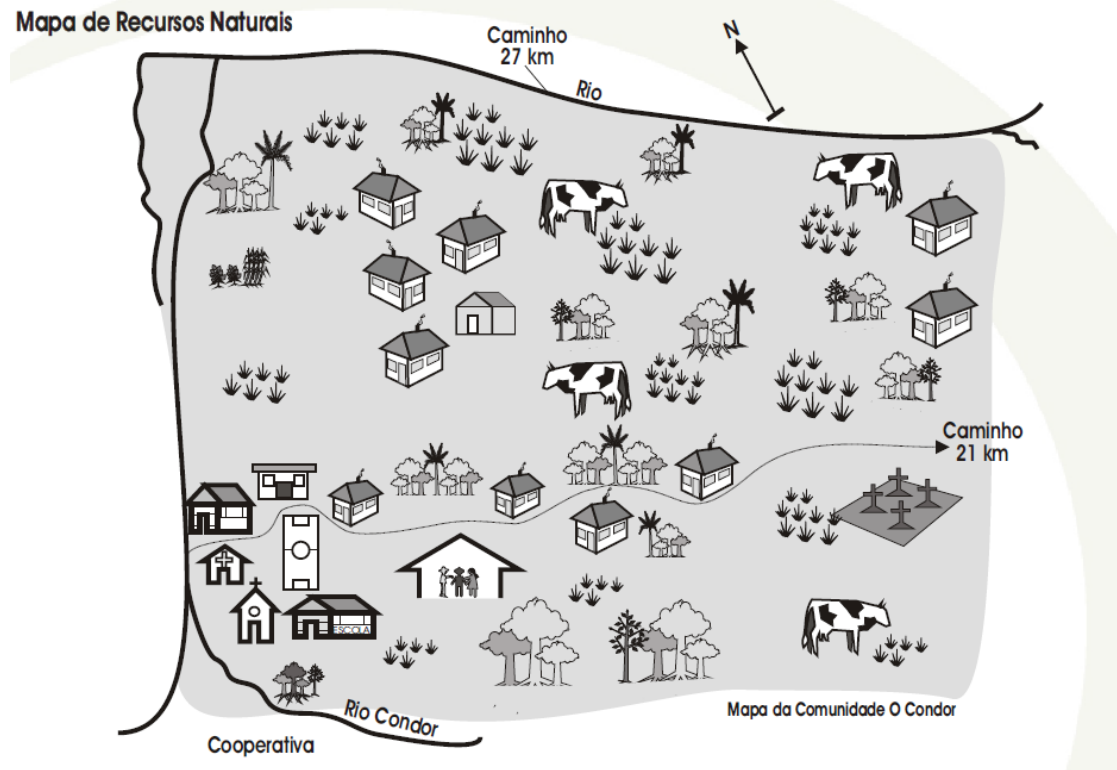 Mapa de Recursos Naturais
Caminho
27 km
Rio
N
Caminho
21 km
ESCOLA
Rio Condor
Mapa da Comunidade O Condor
Cooperativa